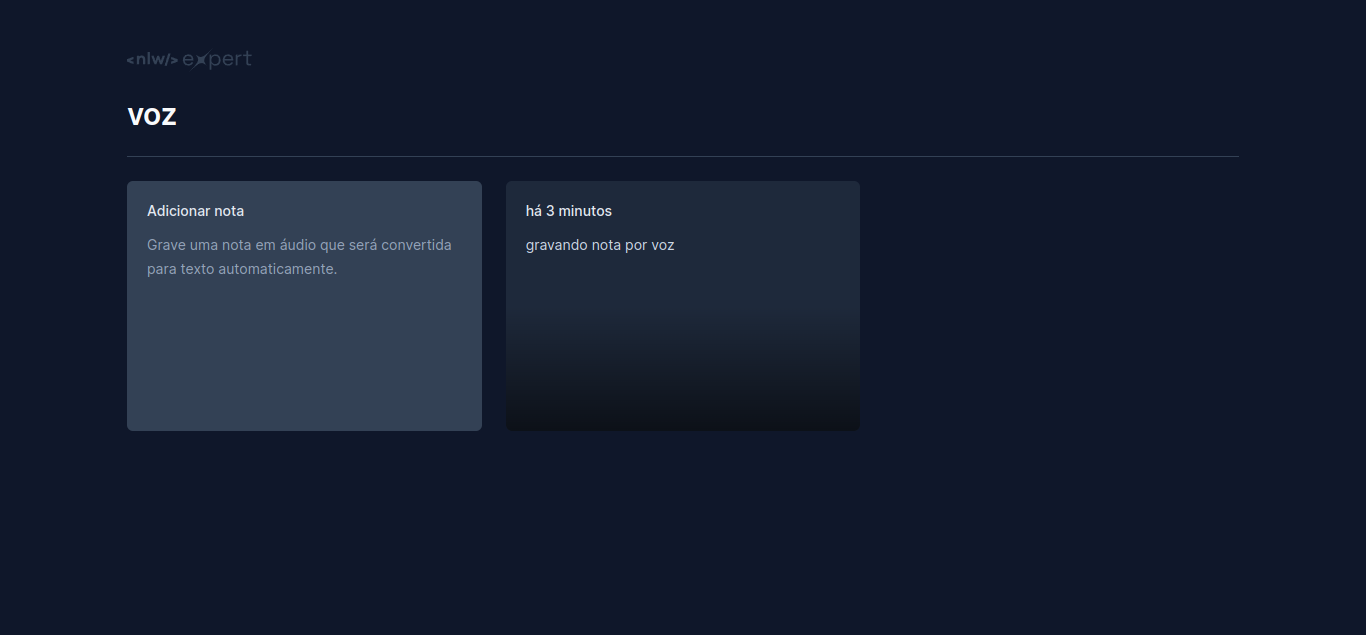 <nlw/> expert
voz
Adicionar nota
Grave uma nota em áudio que será convertida
para texto automaticamente.
há 3 minutos
gravando nota por voz